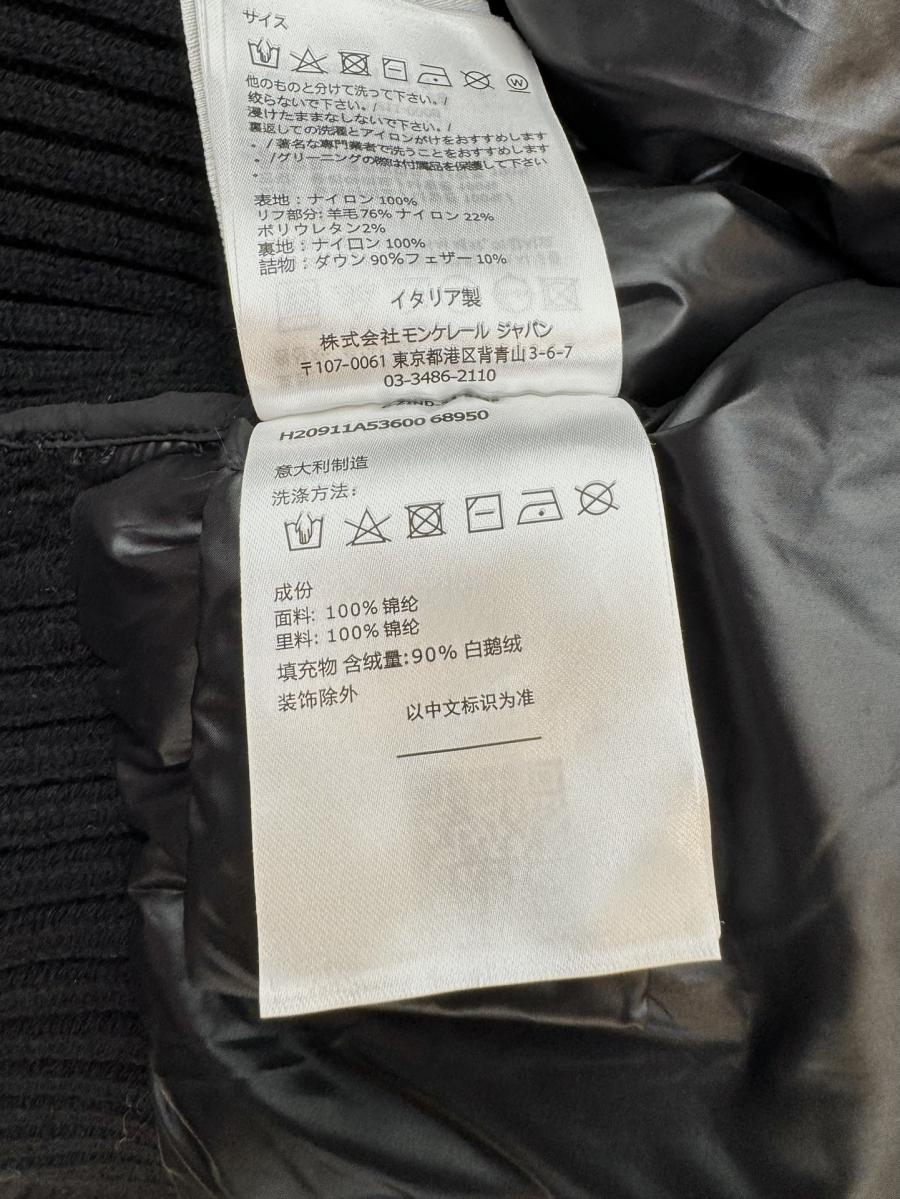 サイズ
W
他のものと分けて洗って下さい。/
絞らないで下さい。/
浸けたままなしないで下さい。/
裏返しての洗濯とアイロンがけをおすすめします
。/著名な専門業者で洗うことをおすすめします
。/グリーニングの際は付属品を保護して下さい
。
表地:ナイロン 100%
リフ部分:羊毛76% ナイロン 22%
ポリウレタン2%
裏地:ナイロン 100%
詰物:ダウン 90%フェザー 10%
イタリア製
株式会社モンケレール ジャパン
〒107-0061 東京都港区背青山3-6-7
03-3486-2110
H20911A53600 68950
意大利制造
洗涤方法:
成份
面料: 100% 锦纶
里料: 100% 锦纶
填充物 含绒量:90% 白鹅绒
装饰除外
以中文标识为准